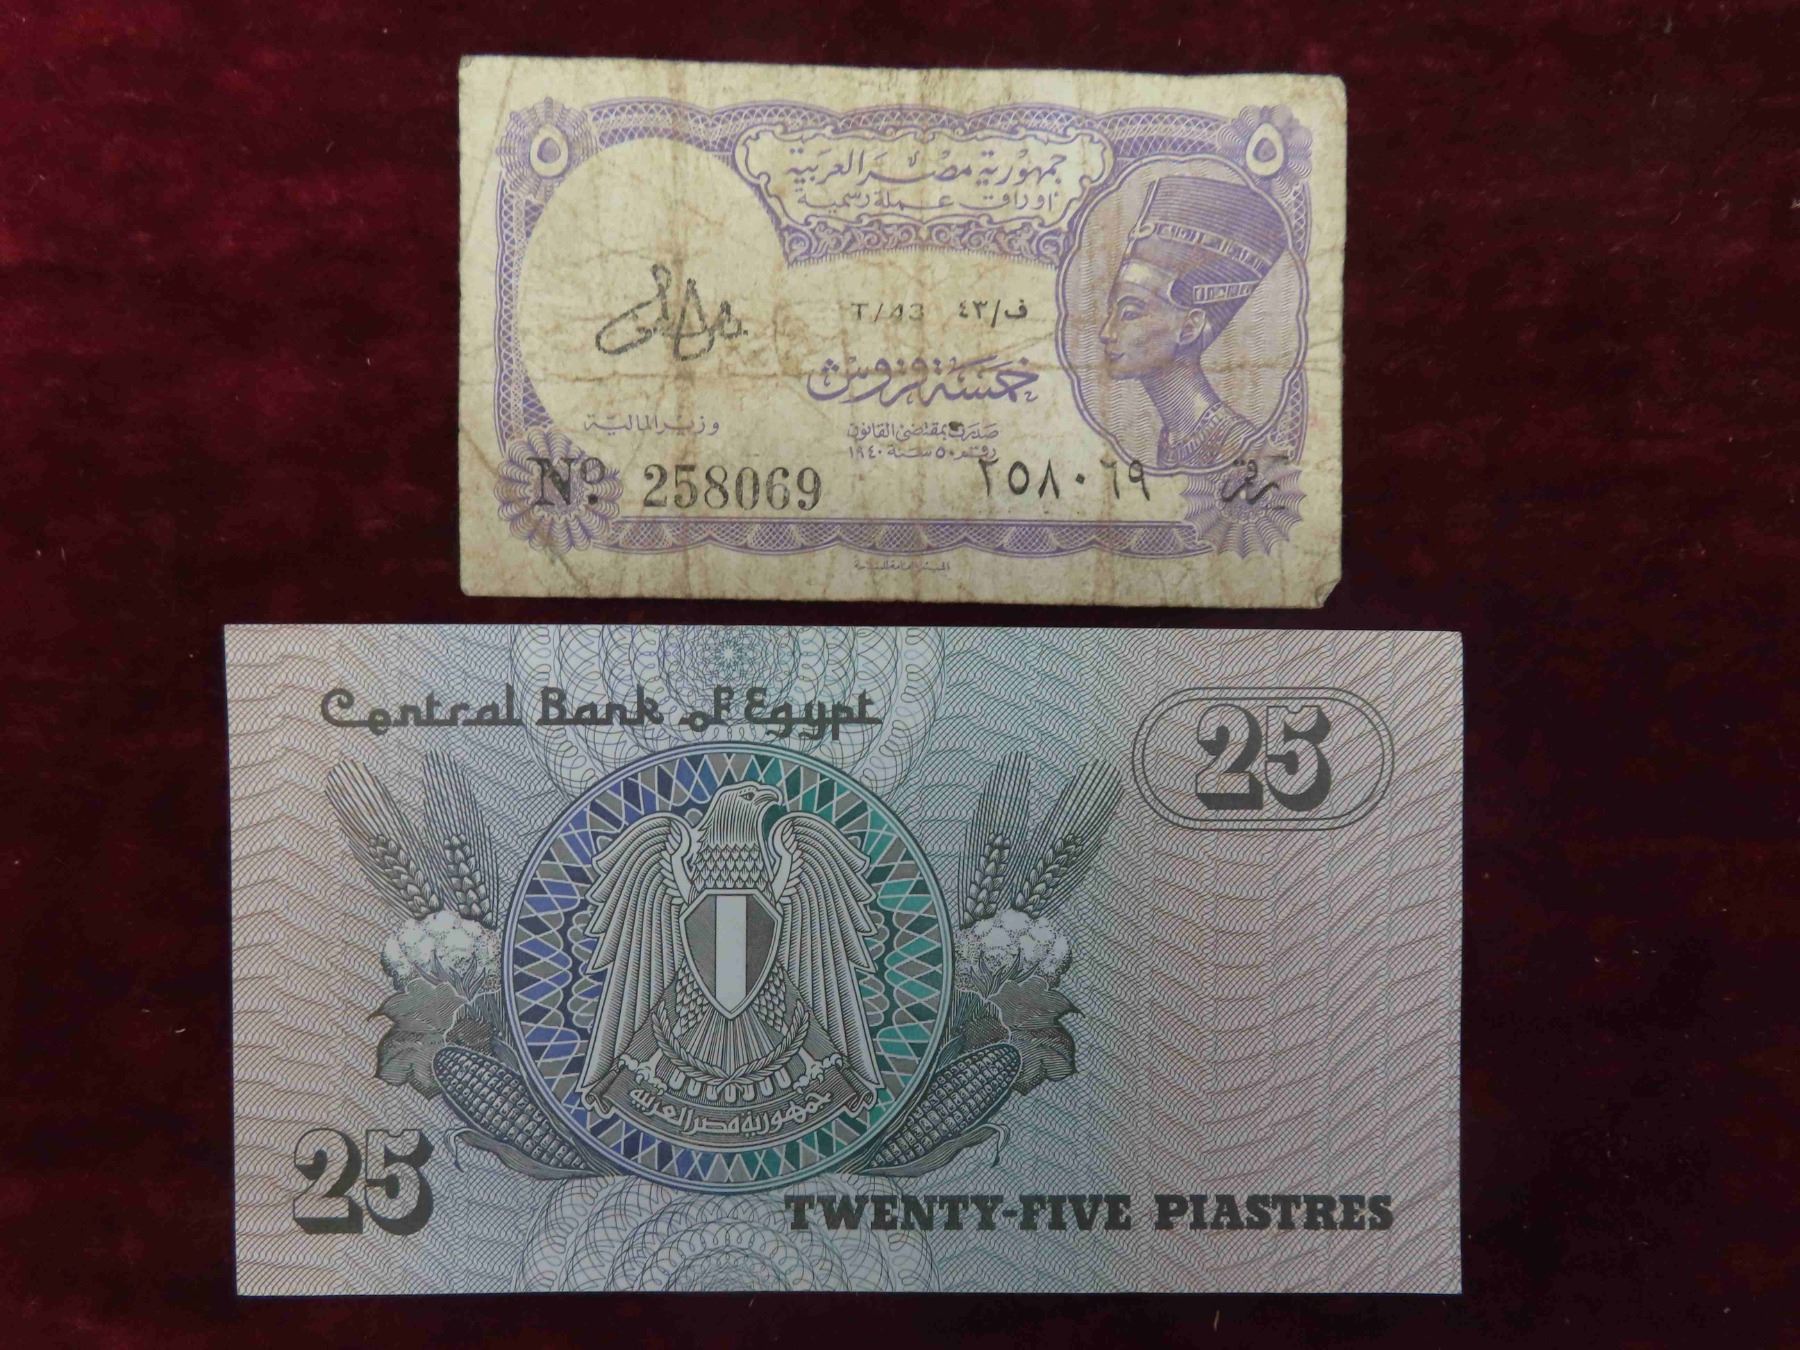 ٥ ٥
جمهورية مصر العربية
أوراق عملة رسمية
T/43 ف/٤٣
خمسة قروش
وزير المالية
صدرت بمقتضى القانون
رقم ٥٠ سنة ١٩٤٠
Nº 258069 ٢٥٨٠٦٩ رقم
Central Bank of Egypt
25
جمهورية مصر العربية
25
TWENTY-FIVE PIASTRES